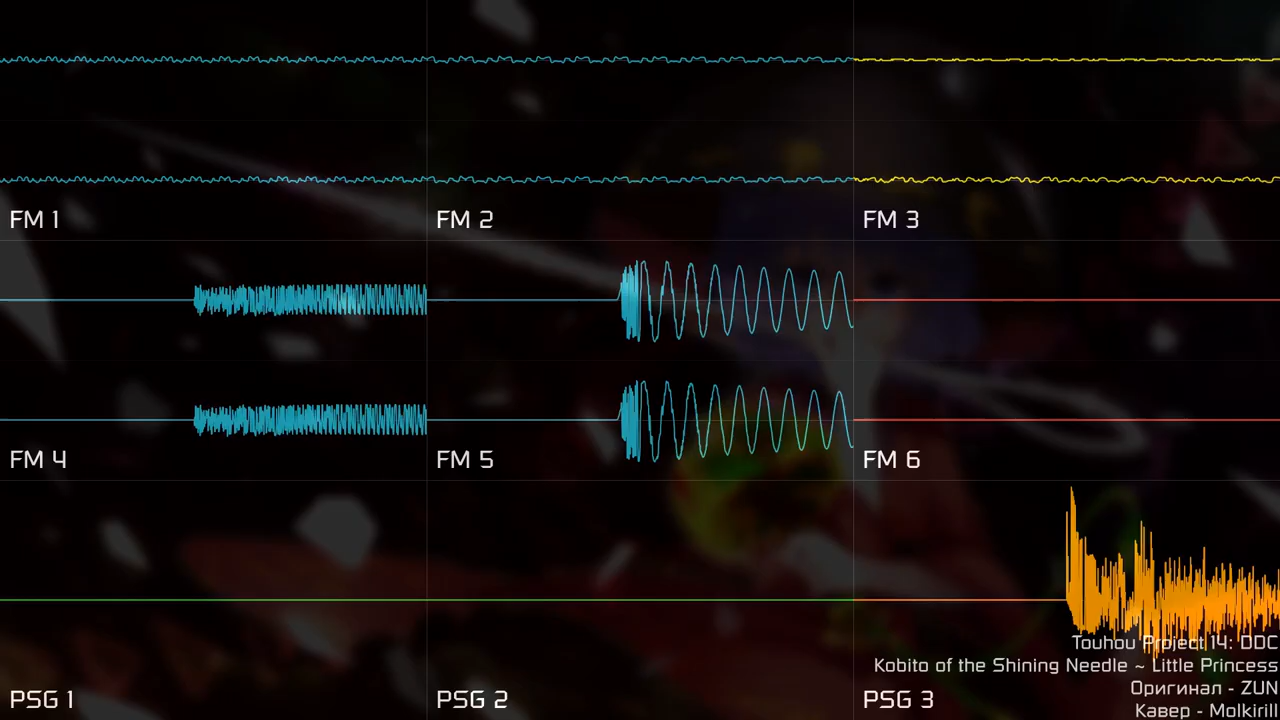 FM 1
FM 2
FM 3
FM 4
FM 5
FM 6
PSG 1
PSG 2
PSG 3
Touhou Project 14: DDC
Kobito of the Shining Needle ~ Little Princess
Оригинал - ZUN
Кавер - Molkirill